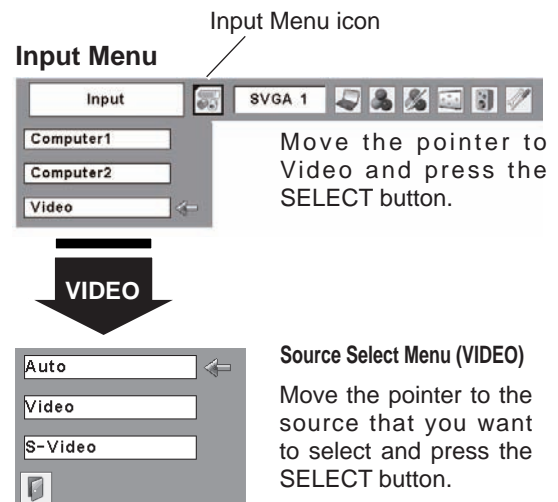 Input Menu icon
Input Menu
Input
SVGA 1
Computer1
Computer2
Video
Move the pointer to
Video and press the
SELECT button.
VIDEO
Auto
Video
S-Video
Source Select Menu (VIDEO)
Move the pointer to the
source that you want
to select and press the
SELECT button.